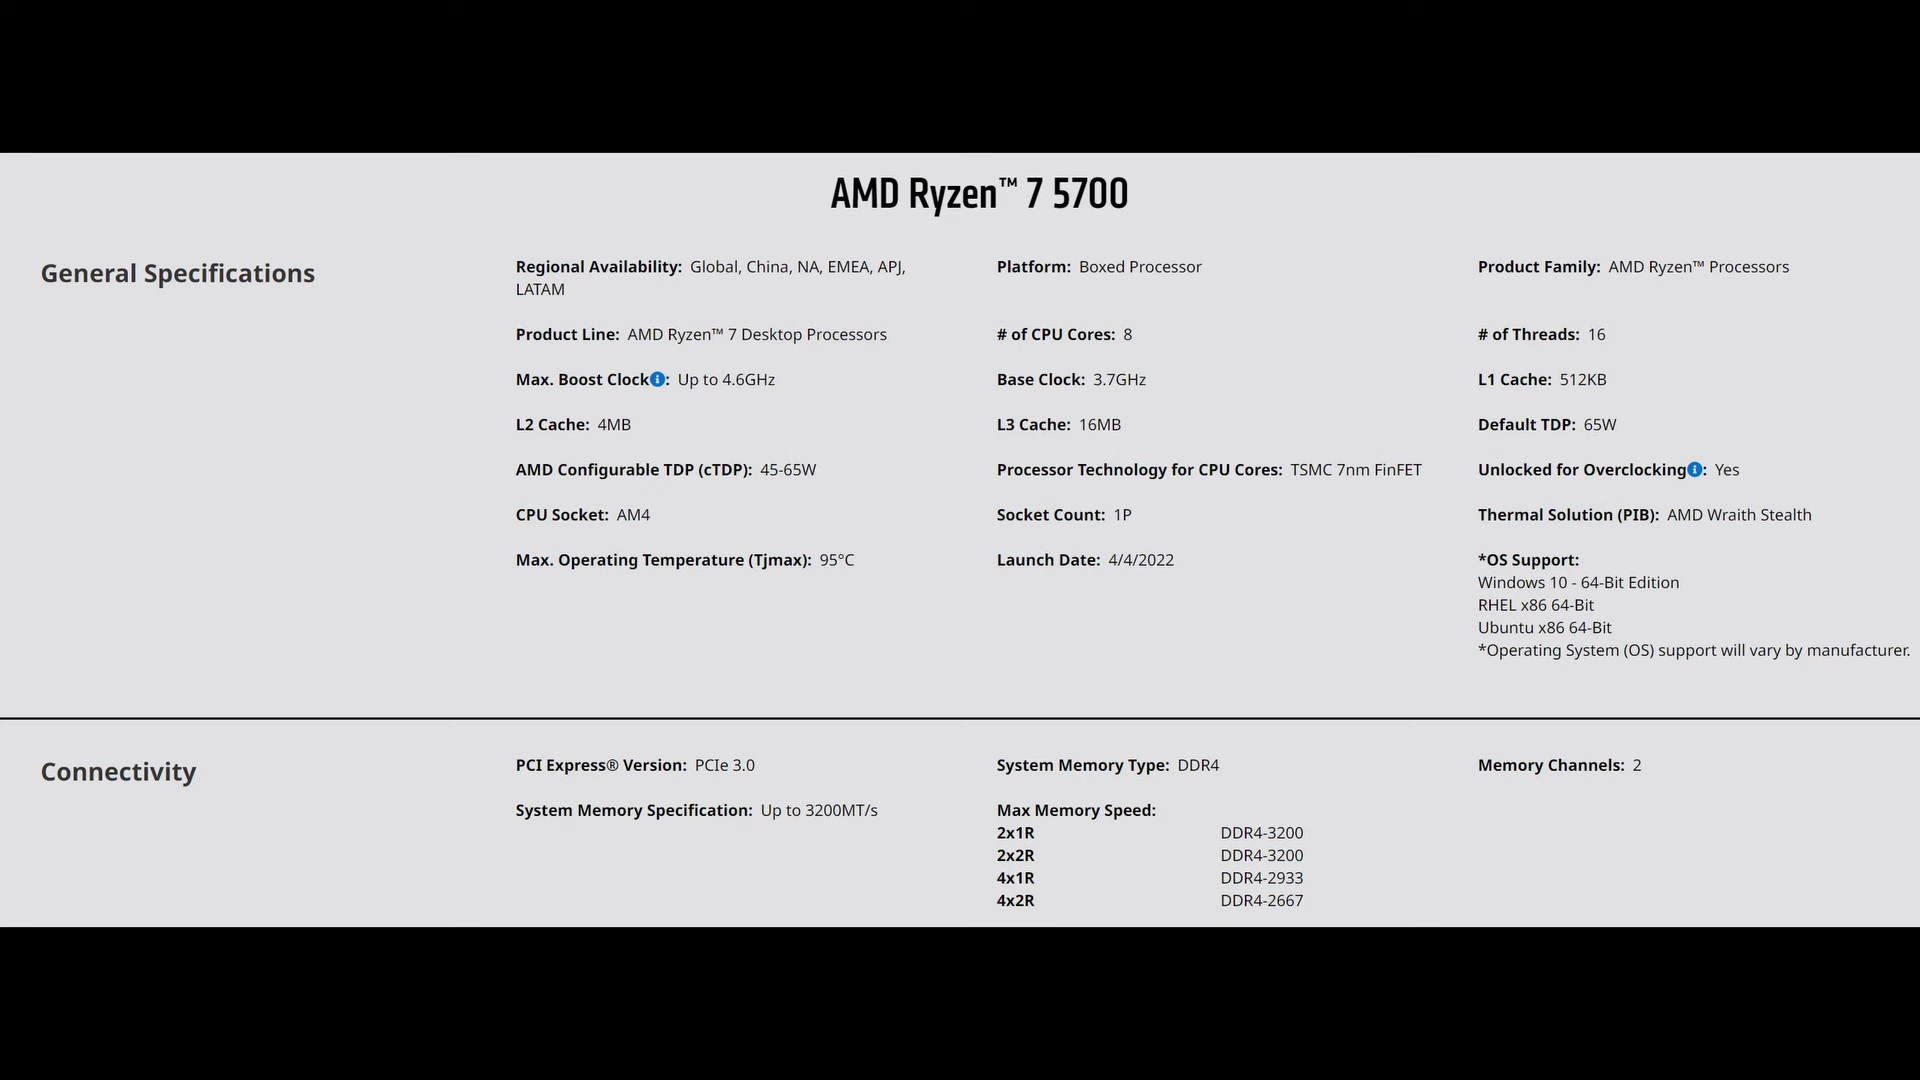 AMD Ryzen™ 7 5700
General Specifications
Regional Availability: Global, China, NA, EMEA, APJ,
LATAM
Platform: Boxed Processor
Product Family: AMD Ryzen™ Processors
Product Line: AMD Ryzen™ 7 Desktop Processors
# of CPU Cores: 8
# of Threads: 16
Max. Boost Clock: Up to 4.6GHz
Base Clock: 3.7GHz
L1 Cache: 512KB
L2 Cache: 4MB
L3 Cache: 16MB
Default TDP: 65W
AMD Configurable TDP (cTDP): 45-65W
Processor Technology for CPU Cores: TSMC 7nm FinFET
Unlocked for Overclocking: Yes
CPU Socket: AM4
Socket Count: 1P
Thermal Solution (PIB): AMD Wraith Stealth
Max. Operating Temperature (Tjmax): 95°C
Launch Date: 4/4/2022
*OS Support:
Windows 10 - 64-Bit Edition
RHEL x86 64-Bit
Ubuntu x86 64-Bit
*Operating System (OS) support will vary by manufacturer.
Connectivity
PCI Express® Version: PCIe 3.0
System Memory Type: DDR4
Memory Channels: 2
System Memory Specification: Up to 3200MT/s
Max Memory Speed:
2x1R DDR4-3200
2x2R DDR4-3200
4x1R DDR4-2933
4x2R DDR4-2667